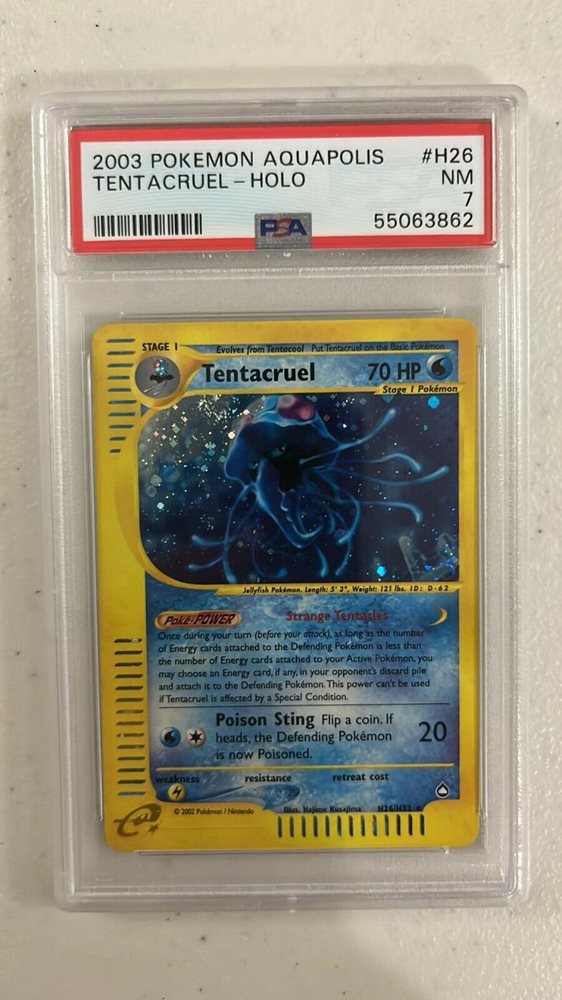 2003 POKEMON AQUAPOLIS #H26
TENTACRUEL - HOLO NM
7
PSA 55063862
STAGE 1 Evolves from Tentacool Put Tentacruel on the Basic Pokémon
Tentacruel 70 HP
Stage 1 Pokémon
Jellyfish Pokémon. Length: 5' 3", Weight: 121 lbs. ID: D-62
Poké-POWER Strange Tentacles
Once during your turn (before your attack), as long as the number
of Energy cards attached to the Defending Pokémon is less than
the number of Energy cards attached to your Active Pokémon, you
may choose an Energy card, if any, in your opponent's discard pile
and attach it to the Defending Pokémon. This power can't be used
if Tentacruel is affected by a Special Condition.
Poison Sting Flip a coin. If
heads, the Defending Pokémon 20
is now Poisoned.
weakness resistance retreat cost
e © 2002 Pokémon / Nintendo Illus. Hajime Kusajima H26/H32 ★